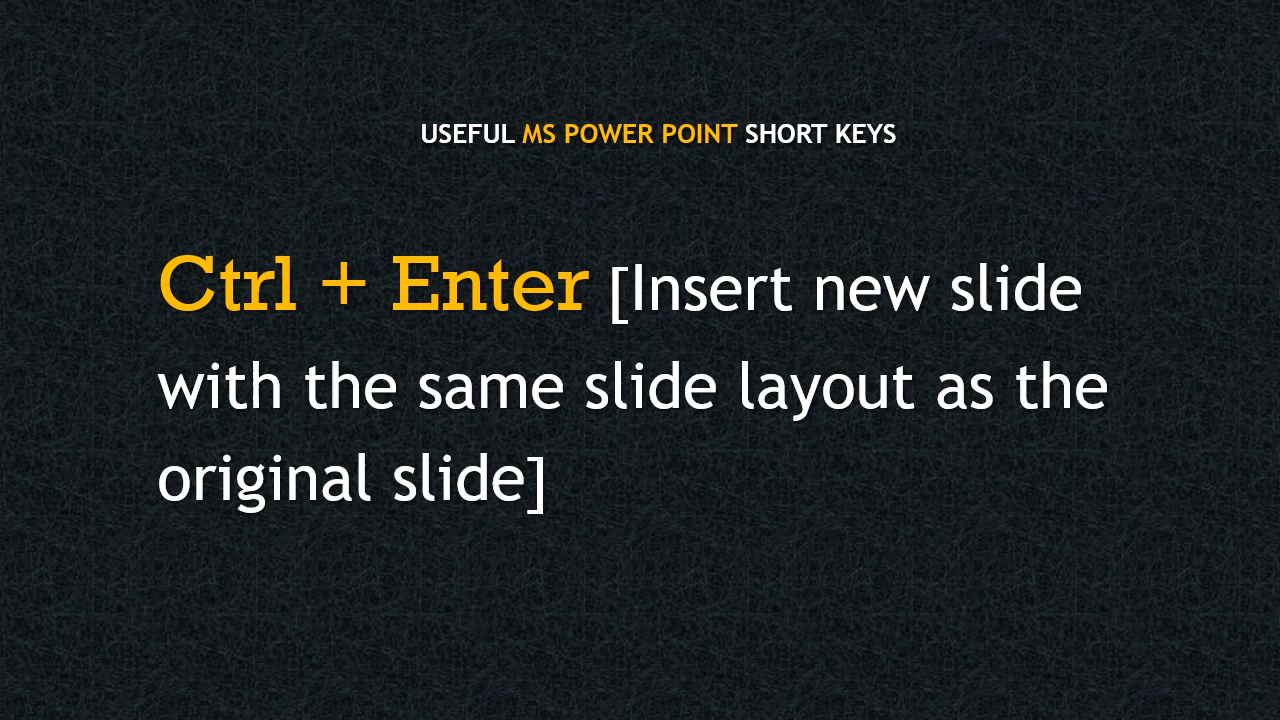 USEFUL MS POWER POINT SHORT KEYS
Ctrl + Enter [Insert new slide
with the same slide layout as the
original slide]